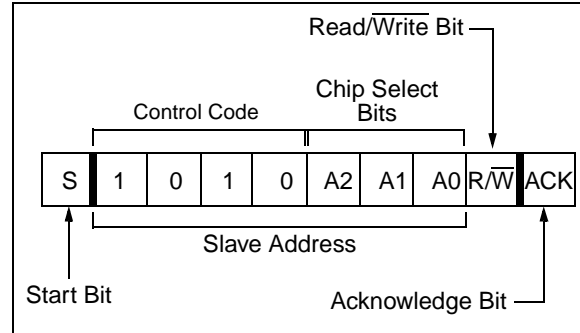 Read/Write Bit
Chip Select
Bits
Control Code
S 1 0 1 0 A2 A1 A0 R/W ACK
Slave Address
Start Bit
Acknowledge Bit